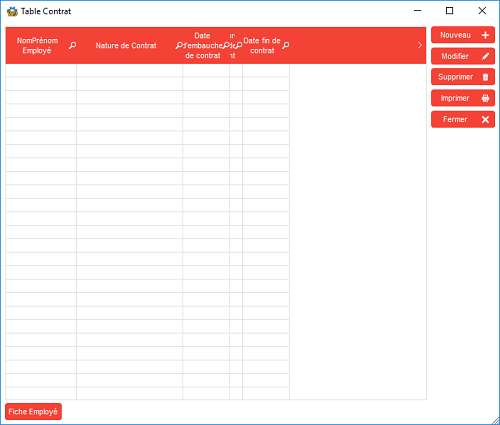 Table Contrat
NomPrénom
Employé
Nature de Contrat
Date
d'embauche
de contrat
Date fin de
contrat
Nouveau
Modifier
Supprimer
Imprimer
Fermer
Fiche Employé